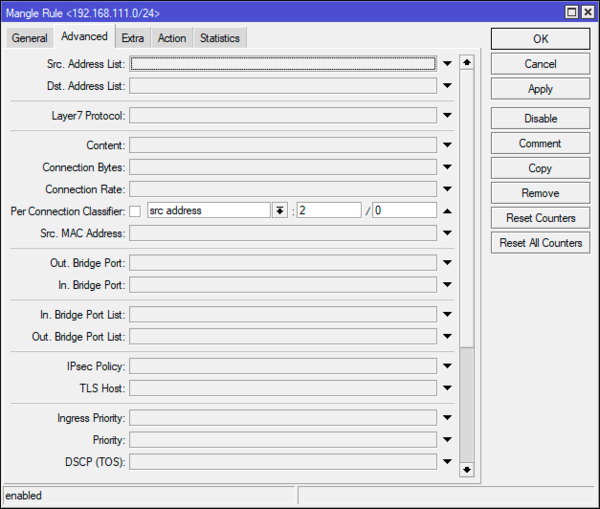 Mangle Rule <192.168.111.0/24>
General Advanced Extra Action Statistics
Src. Address List:
Dst. Address List:
Layer7 Protocol:
Content:
Connection Bytes:
Connection Rate:
Per Connection Classifier: src address : 2 / 0
Src. MAC Address:
Out. Bridge Port:
In. Bridge Port:
In. Bridge Port List:
Out. Bridge Port List:
IPsec Policy:
TLS Host:
Ingress Priority:
Priority:
DSCP (TOS):
OK
Cancel
Apply
Disable
Comment
Copy
Remove
Reset Counters
Reset All Counters
enabled